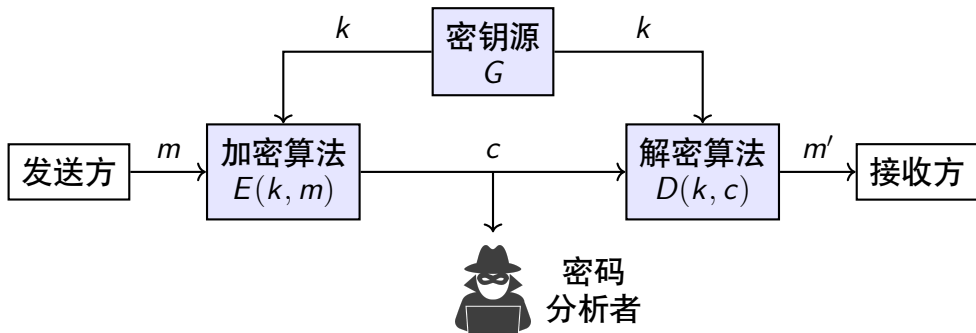 k
密钥源
G
k
发送方
m
加密算法
E(k, m)
c
解密算法
D(k, c)
m′
接收方
密码
分析者